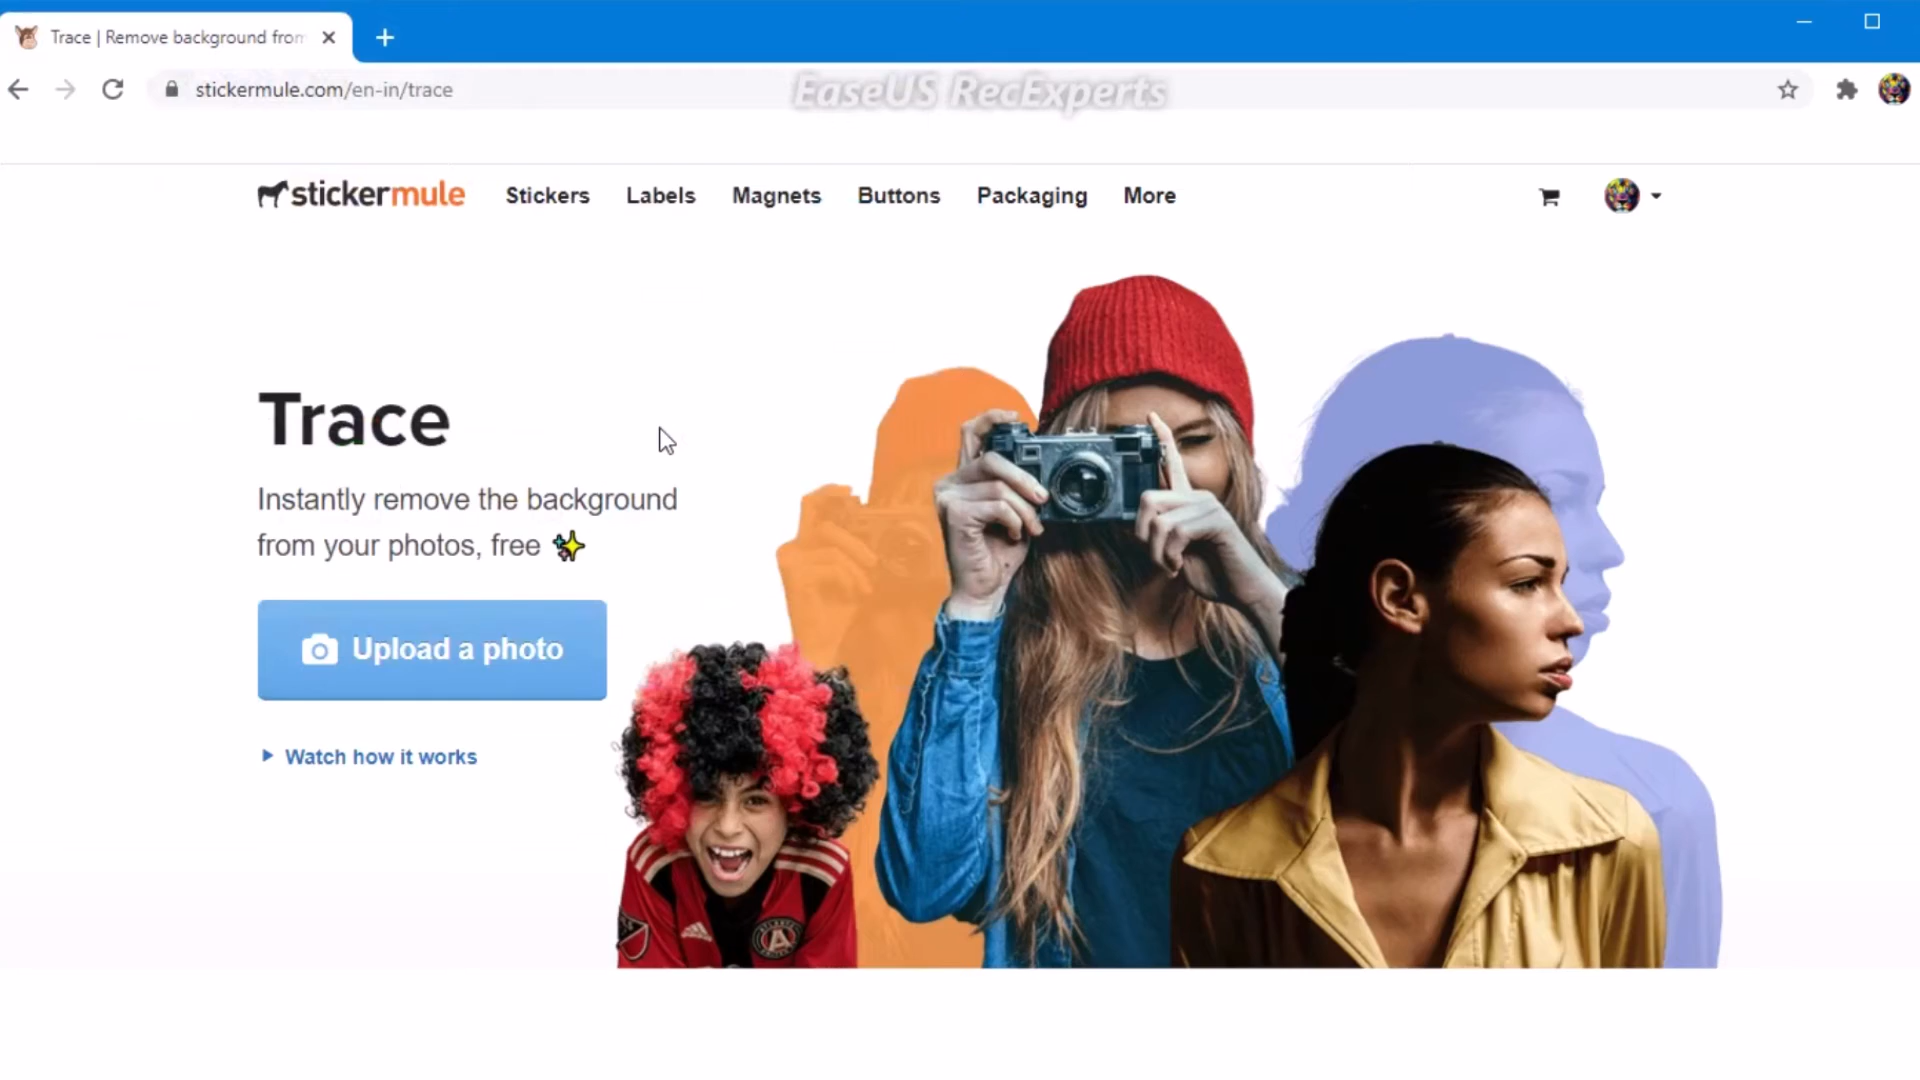 Trace | Remove background from
stickermule.com/en-in/trace
EaseUS RecExperts
stickermule
Stickers
Labels
Magnets
Buttons
Packaging
More
Trace
Instantly remove the background
from your photos, free
Upload a photo
Watch how it works